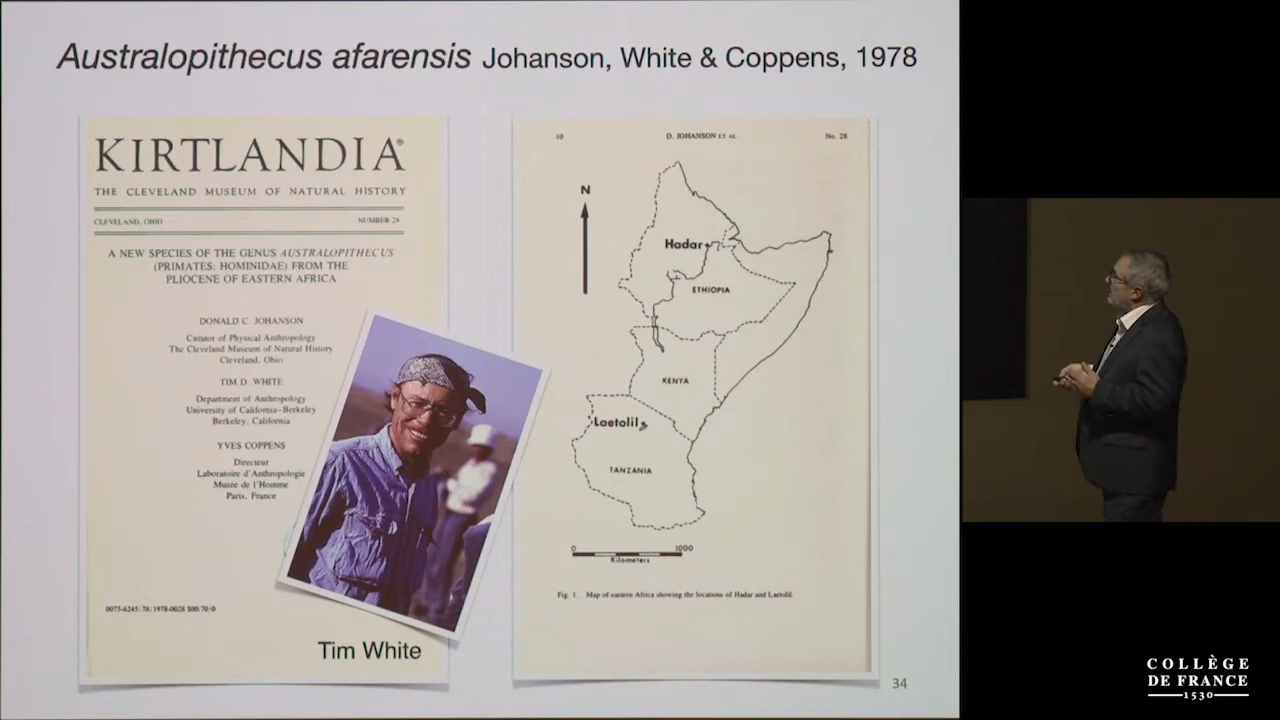 Australopithecus afarensis Johanson, White & Coppens, 1978
KIRTLANDIA®
THE CLEVELAND MUSEUM OF NATURAL HISTORY
CLEVELAND, OHIO NUMBER 28
A NEW SPECIES OF THE GENUS AUSTRALOPITHECUS
(PRIMATES: HOMINIDAE) FROM THE
PLIOCENE OF EASTERN AFRICA
DONALD C. JOHANSON
Curator of Physical Anthropology
The Cleveland Museum of Natural History
Cleveland, Ohio
TIM D. WHITE
Department of Anthropology
University of California–Berkeley
Berkeley, California
YVES COPPENS
Directeur
Laboratoire d'Anthropologie
Musée de l'Homme
Paris, France
0075-6245/78/1978-0028 $00.70/0
Tim White
10 D. JOHANSON ET AL. No. 28
N
Hadar
ETHIOPIA
KENYA
Laetolil
TANZANIA
0 1000
Kilometers
Fig. 1. Map of eastern Africa showing the locations of Hadar and Laetolil.
34
COLLÈGE
DE FRANCE
1530